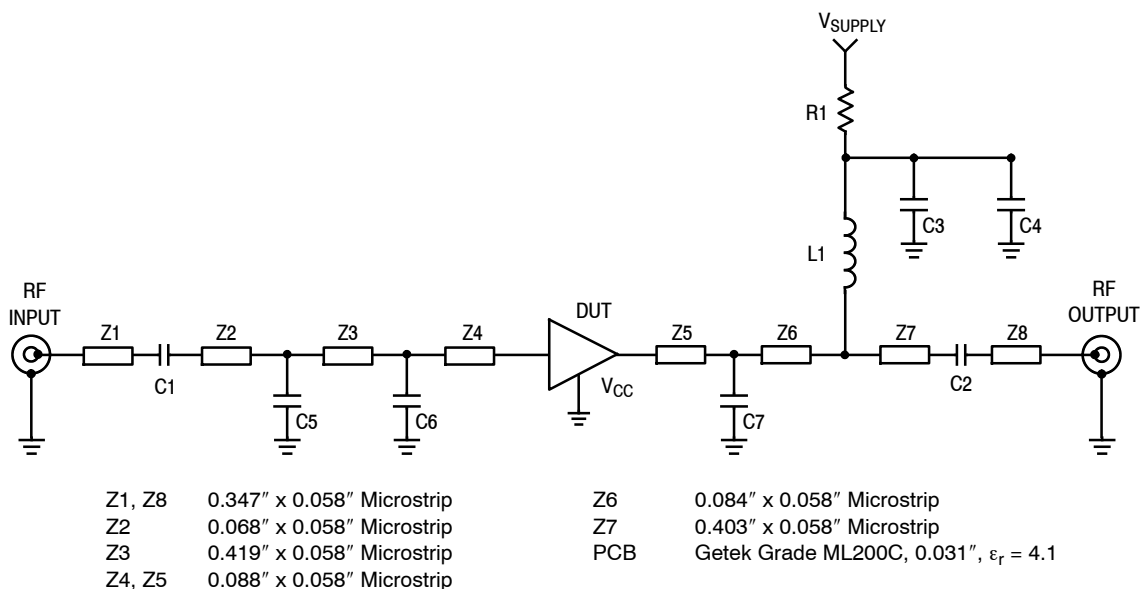 V_SUPPLY
R1
C3
C4
L1
RF
INPUT
RF
OUTPUT
DUT
Z1
Z2
Z3
Z4
Z5
Z6
Z7
Z8
C1
C2
V_CC
C5
C6
C7
Z1, Z8 0.347″ x 0.058″ Microstrip
Z2 0.068″ x 0.058″ Microstrip
Z3 0.419″ x 0.058″ Microstrip
Z4, Z5 0.088″ x 0.058″ Microstrip
Z6 0.084″ x 0.058″ Microstrip
Z7 0.403″ x 0.058″ Microstrip
PCB Getek Grade ML200C, 0.031″, εr = 4.1